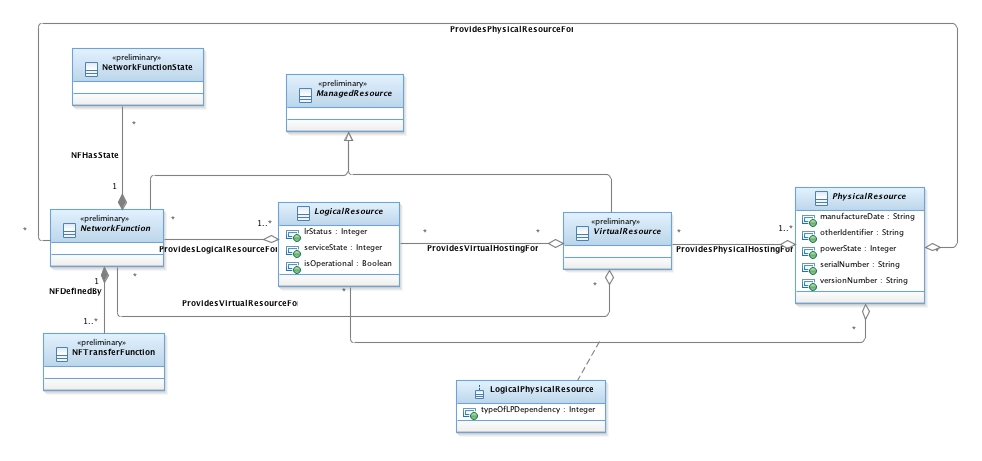 ProvidesPhysicalResourceFor
«preliminary»
NetworkFunctionState
«preliminary»
ManagedResource
*
NFHasState
1
«preliminary»
NetworkFunction
*
*
1..*
ProvidesLogicalResourceFor
LogicalResource
lrStatus : Integer
serviceState : Integer
isOperational : Boolean
*
*
ProvidesVirtualHostingFor
«preliminary»
VirtualResource
*
1..*
ProvidesPhysicalHostingFor
PhysicalResource
manufactureDate : String
otherIdentifier : String
powerState : Integer
serialNumber : String
versionNumber : String
*
1
*
NFDefinedBy
*
*
ProvidesVirtualResourceFor
1..*
*
«preliminary»
NFTransferFunction
LogicalPhysicalResource
typeOfLPDependency : Integer